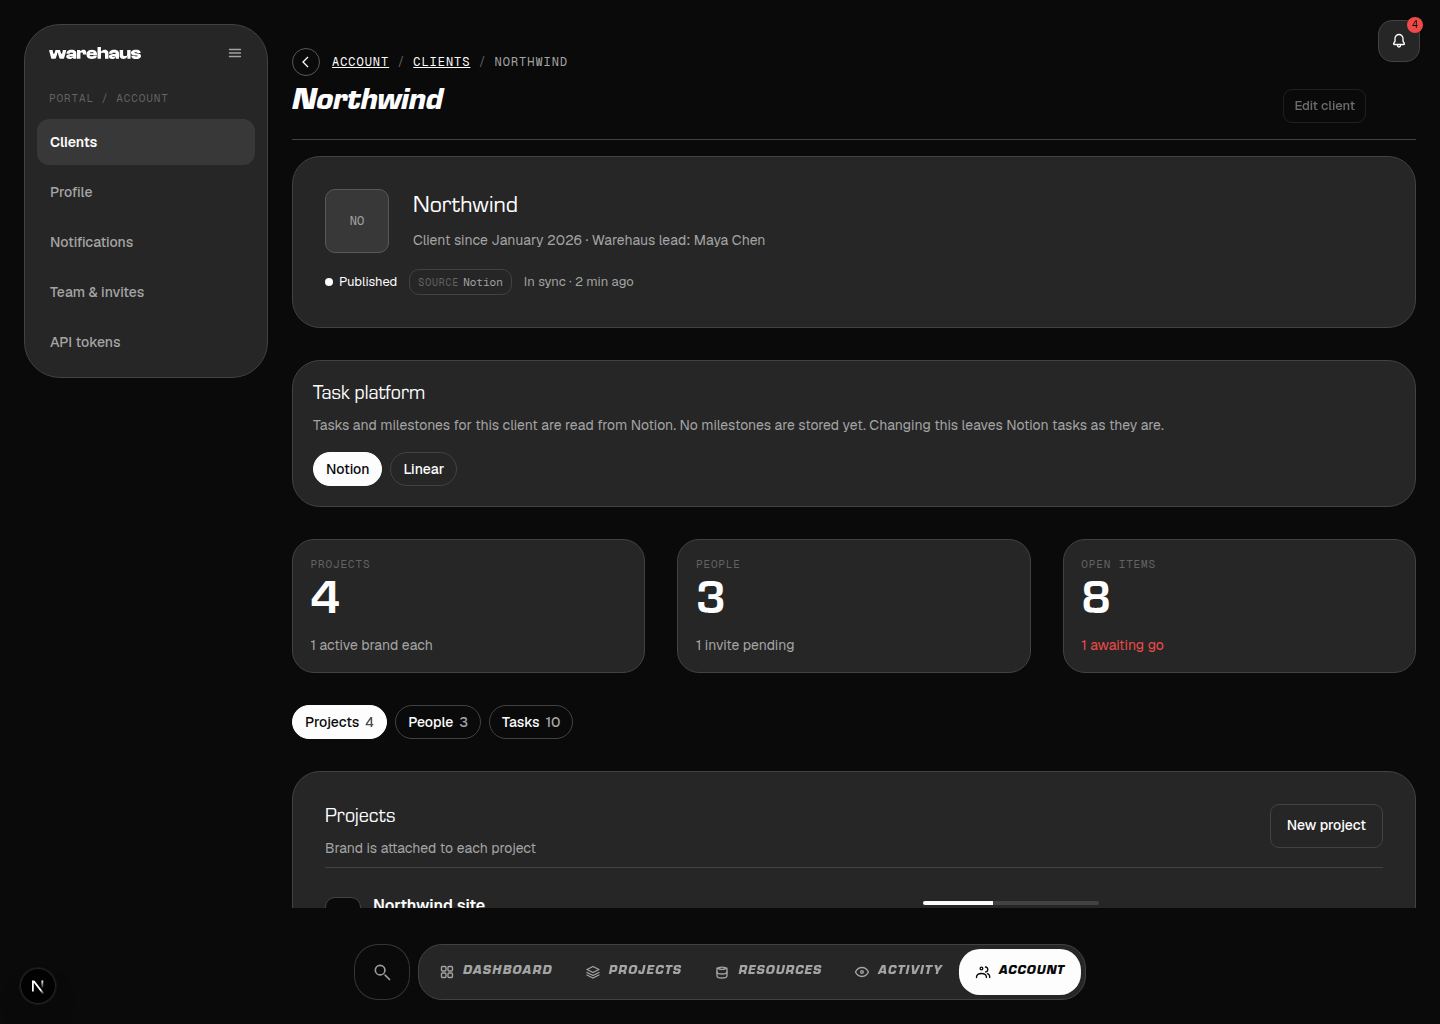 warehaus
PORTAL / ACCOUNT
Clients
Profile
Notifications
Team & invites
API tokens
4
ACCOUNT / CLIENTS / NORTHWIND
Northwind
Edit client
NO
Northwind
Client since January 2026 · Warehaus lead: Maya Chen
Published
SOURCE Notion
In sync · 2 min ago
Task platform
Tasks and milestones for this client are read from Notion. No milestones are stored yet. Changing this leaves Notion tasks as they are.
Notion
Linear
PROJECTS
4
1 active brand each
PEOPLE
3
1 invite pending
OPEN ITEMS
8
1 awaiting go
Projects 4
People 3
Tasks 10
Projects
Brand is attached to each project
New project
Northwind site
N
DASHBOARD
PROJECTS
RESOURCES
ACTIVITY
ACCOUNT